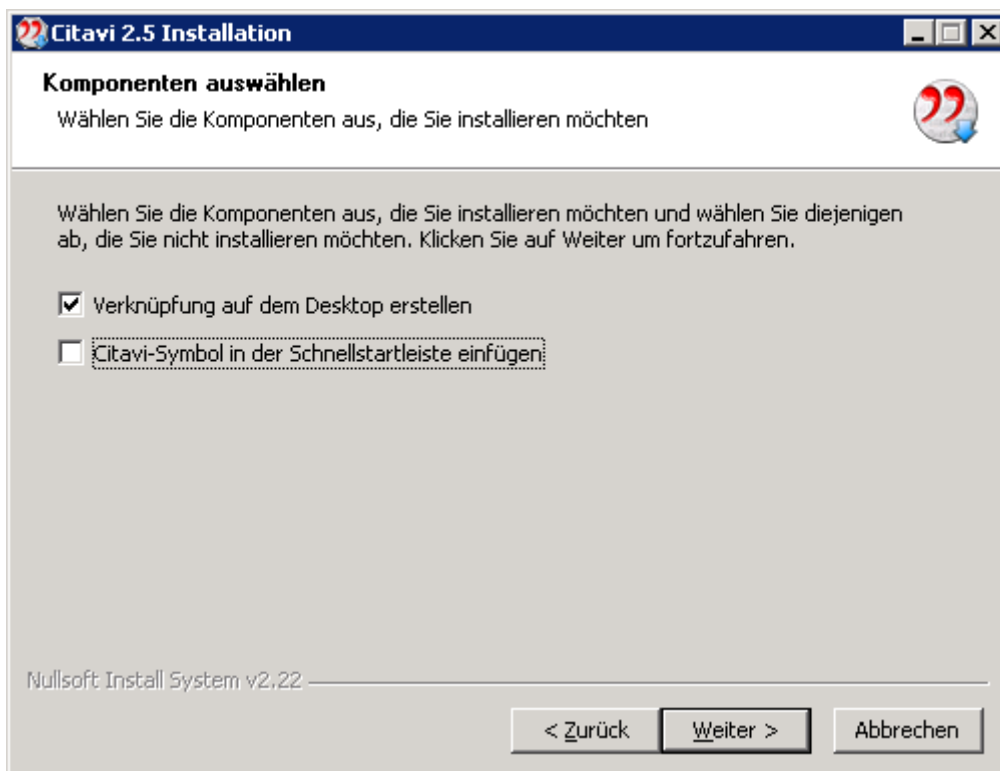 Citavi 2.5 Installation
Komponenten auswählen
Wählen Sie die Komponenten aus, die Sie installieren möchten
Wählen Sie die Komponenten aus, die Sie installieren möchten und wählen Sie diejenigen
ab, die Sie nicht installieren möchten. Klicken Sie auf Weiter um fortzufahren.
Verknüpfung auf dem Desktop erstellen
Citavi-Symbol in der Schnellstartleiste einfügen
Nullsoft Install System v2.22
< Zurück Weiter > Abbrechen